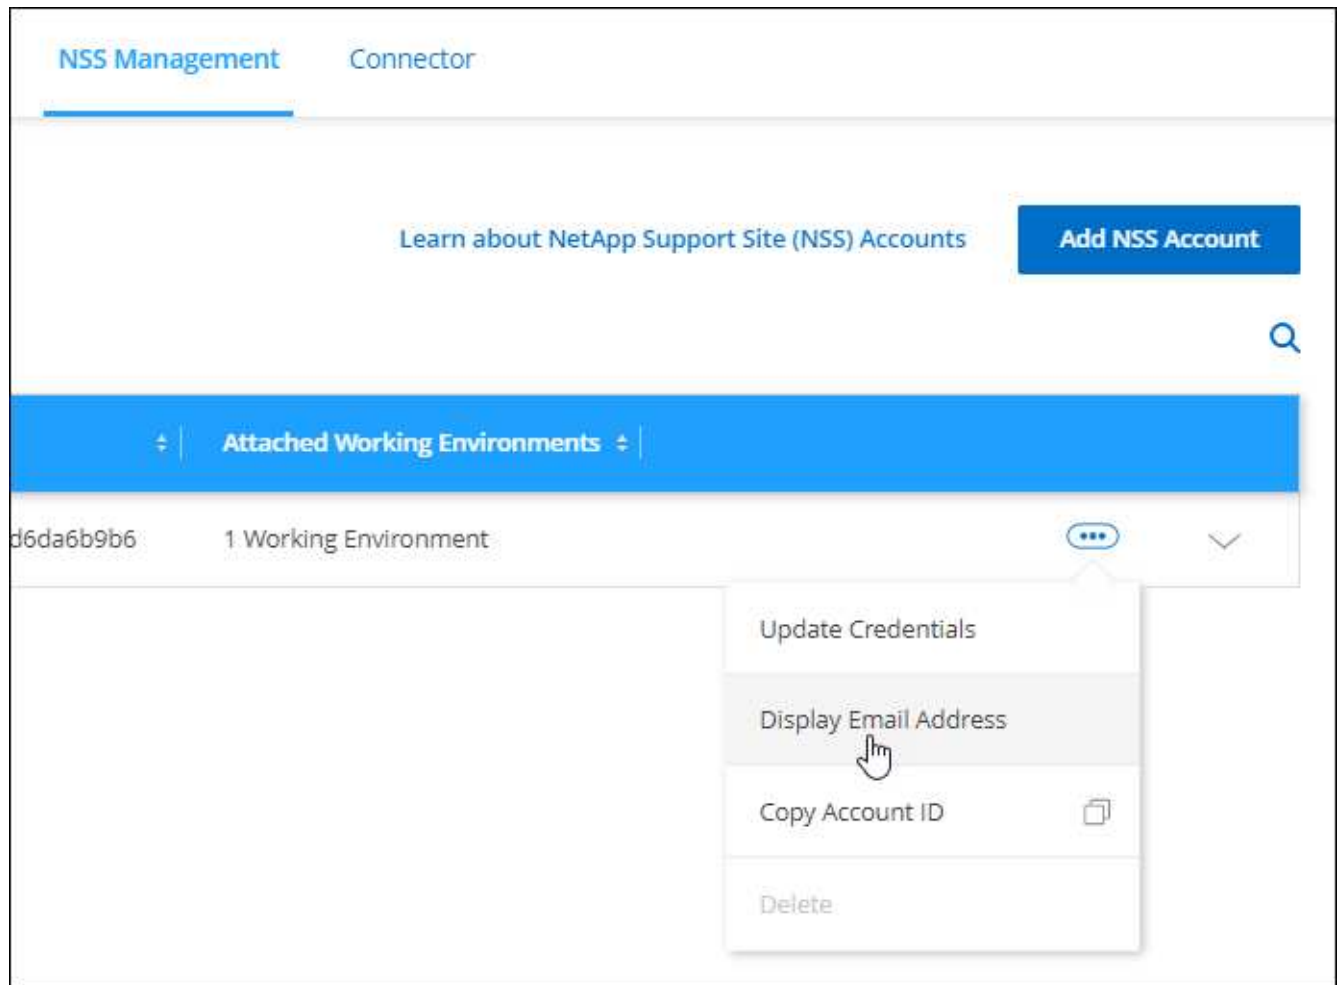 NSS Management Connector
Learn about NetApp Support Site (NSS) Accounts Add NSS Account
Attached Working Environments
d6da6b9b6 1 Working Environment
Update Credentials
Display Email Address
Copy Account ID
Delete